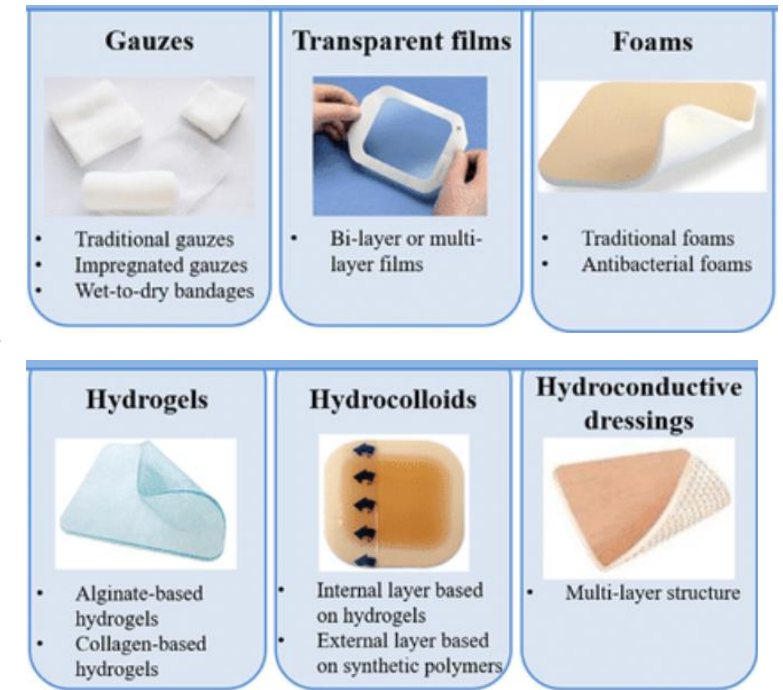 Gauzes
• Traditional gauzes
• Impregnated gauzes
• Wet-to-dry bandages
Transparent films
• Bi-layer or multi-
layer films
Foams
• Traditional foams
• Antibacterial foams
Hydrogels
• Alginate-based
hydrogels
• Collagen-based
hydrogels
Hydrocolloids
• Internal layer based
on hydrogels
• External layer based
on synthetic polymers
Hydroconductive
dressings
• Multi-layer structure